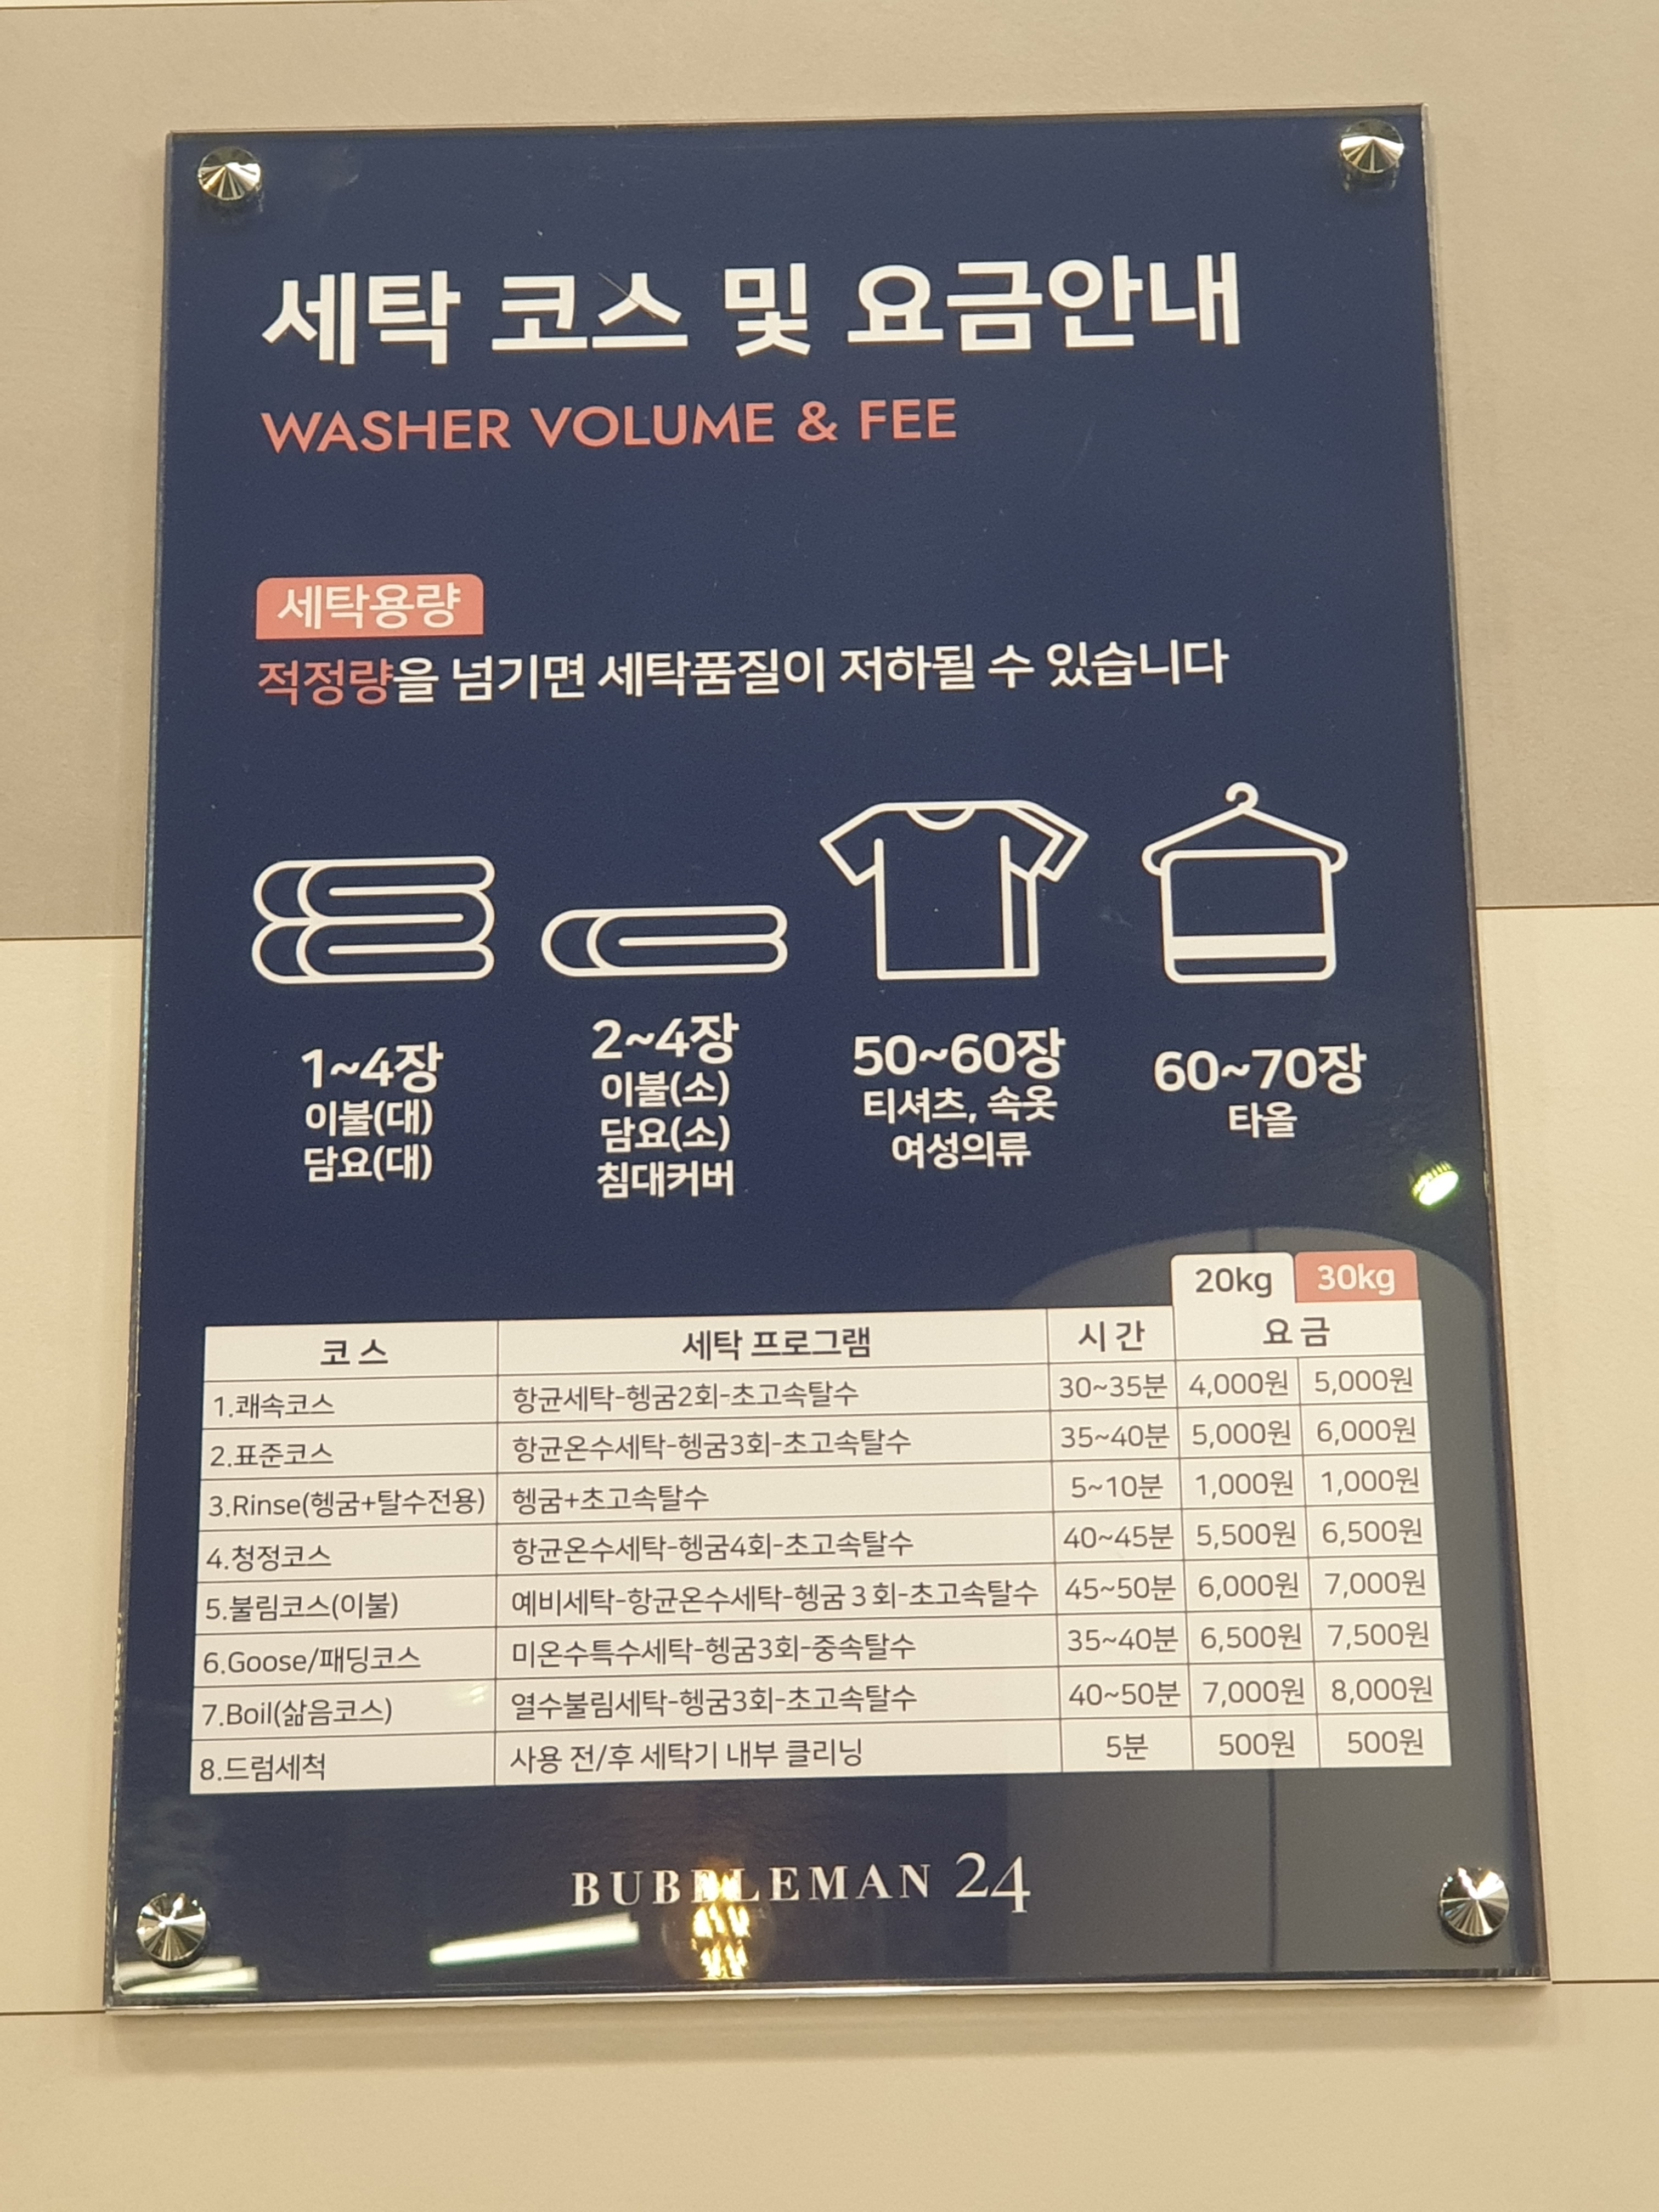 세탁 코스 및 요금안내
WASHER VOLUME & FEE
세탁용량
적정량을 넘기면 세탁품질이 저하될 수 있습니다
1~4장
이불(대)
담요(대)
2~4장
이불(소)
담요(소)
침대커버
50~60장
티셔츠, 속옷
여성의류
60~70장
타올
20kg 30kg
코스 세탁 프로그램 시간 요금
1.쾌속코스 항균세탁-헹굼2회-초고속탈수 30~35분 4,000원 5,000원
2.표준코스 항균온수세탁-헹굼3회-초고속탈수 35~40분 5,000원 6,000원
3.Rinse(헹굼+탈수전용) 헹굼+초고속탈수 5~10분 1,000원 1,000원
4.청정코스 항균온수세탁-헹굼4회-초고속탈수 40~45분 5,500원 6,500원
5.불림코스(이불) 예비세탁-항균온수세탁-헹굼 3 회-초고속탈수 45~50분 6,000원 7,000원
6.Goose/패딩코스 미온수특수세탁-헹굼3회-중속탈수 35~40분 6,500원 7,500원
7.Boil(삶음코스) 열수불림세탁-헹굼3회-초고속탈수 40~50분 7,000원 8,000원
8.드럼세척 사용 전/후 세탁기 내부 클리닝 5분 500원 500원
BUBBLEMAN 24